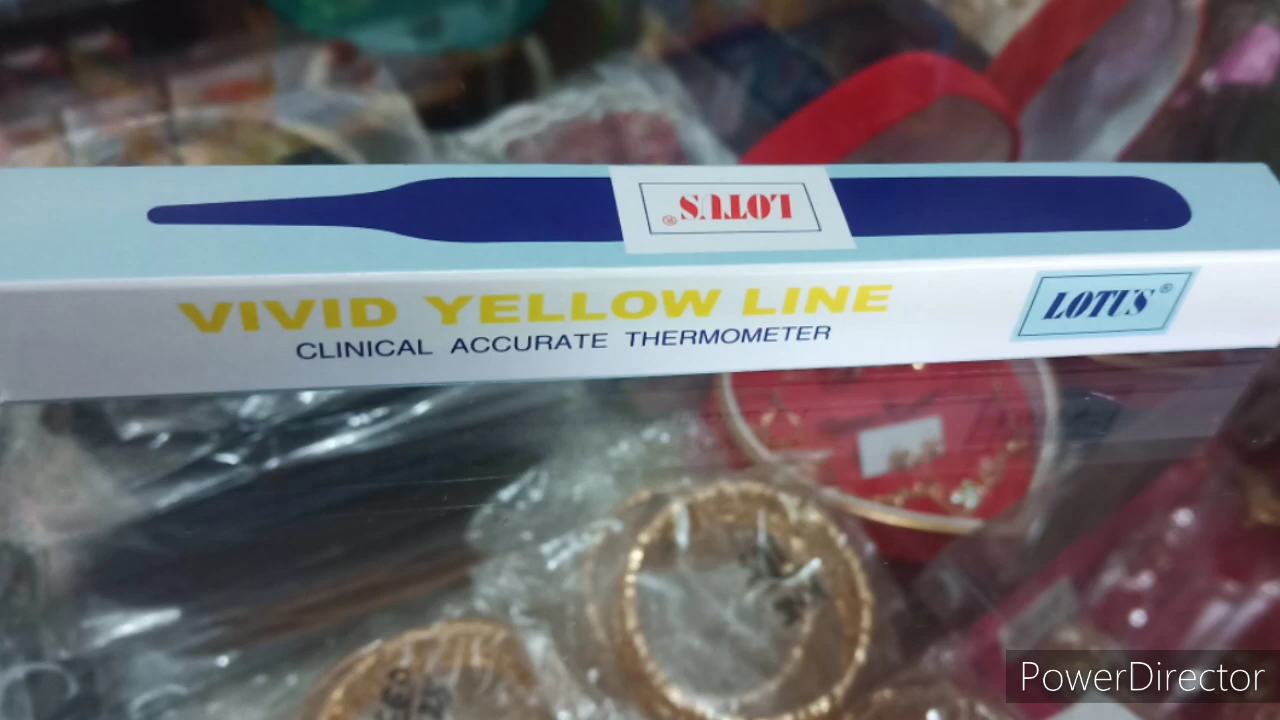 LOTUS®
VIVID YELLOW LINE
CLINICAL ACCURATE THERMOMETER
LOTUS®
PowerDirector